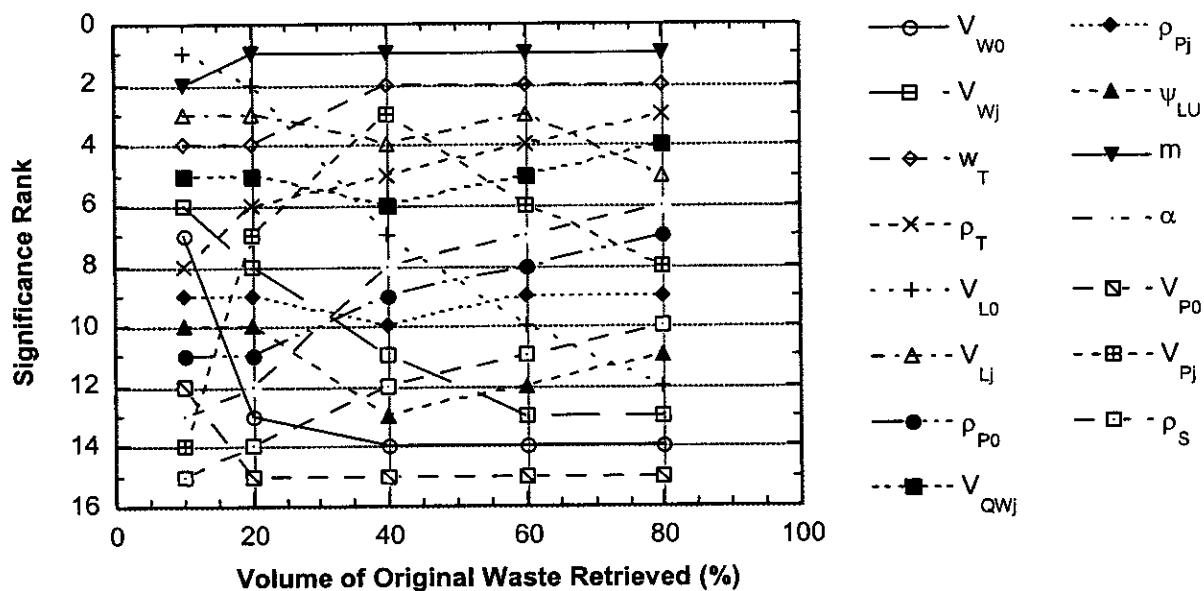 0
2
4
6
8
10
12
14
16
Significance Rank
0 20 40 60 80 100
Volume of Original Waste Retrieved (%)
V_W0
V_Wj
w_T
ρ_T
V_L0
V_Lj
ρ_P0
V_QWj
ρ_Pj
ψ_LU
m
α
V_P0
V_Pj
ρ_S